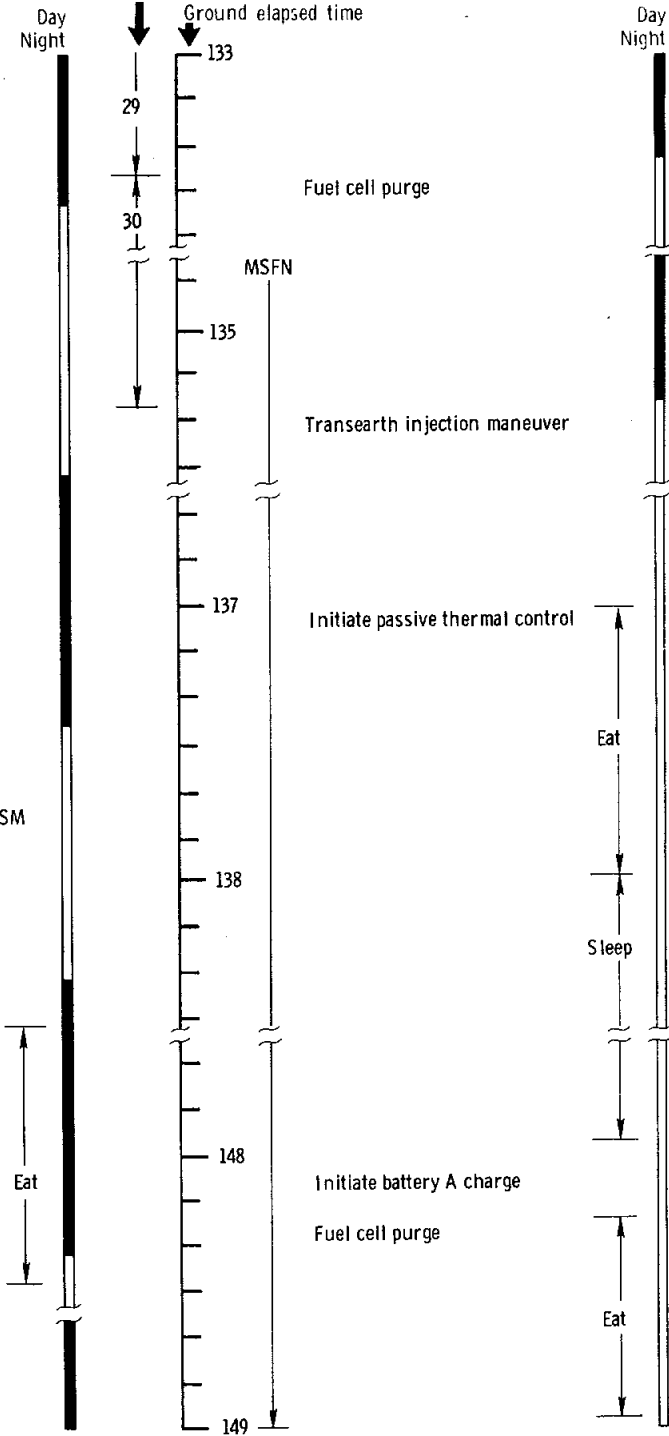 Day
Night
Ground elapsed time
Day
Night
133
29
Fuel cell purge
30
MSFN
135
Transearth injection maneuver
137
Initiate passive thermal control
Eat
SM
138
Sleep
148
Eat
Initiate battery A charge
Fuel cell purge
Eat
149